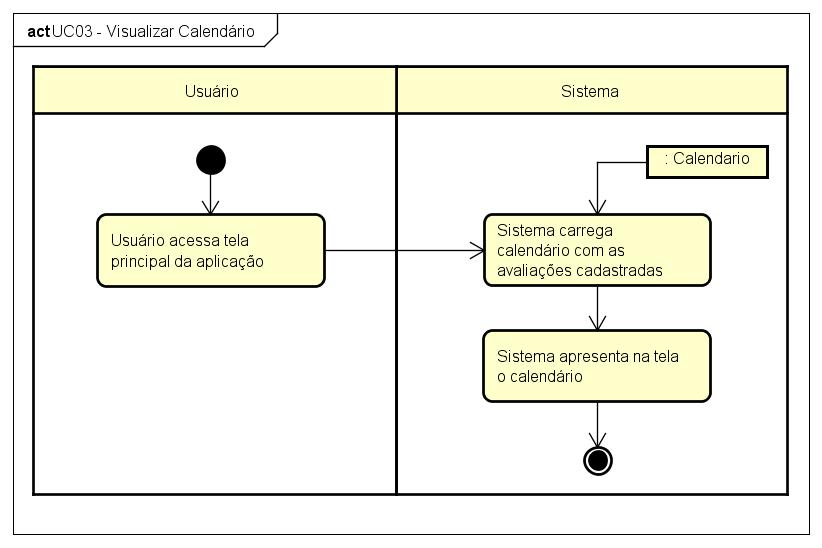 act UC03 - Visualizar Calendário
Usuário
Sistema
: Calendario
Usuário acessa tela
principal da aplicação
Sistema carrega
calendário com as
avaliações cadastradas
Sistema apresenta na tela
o calendário